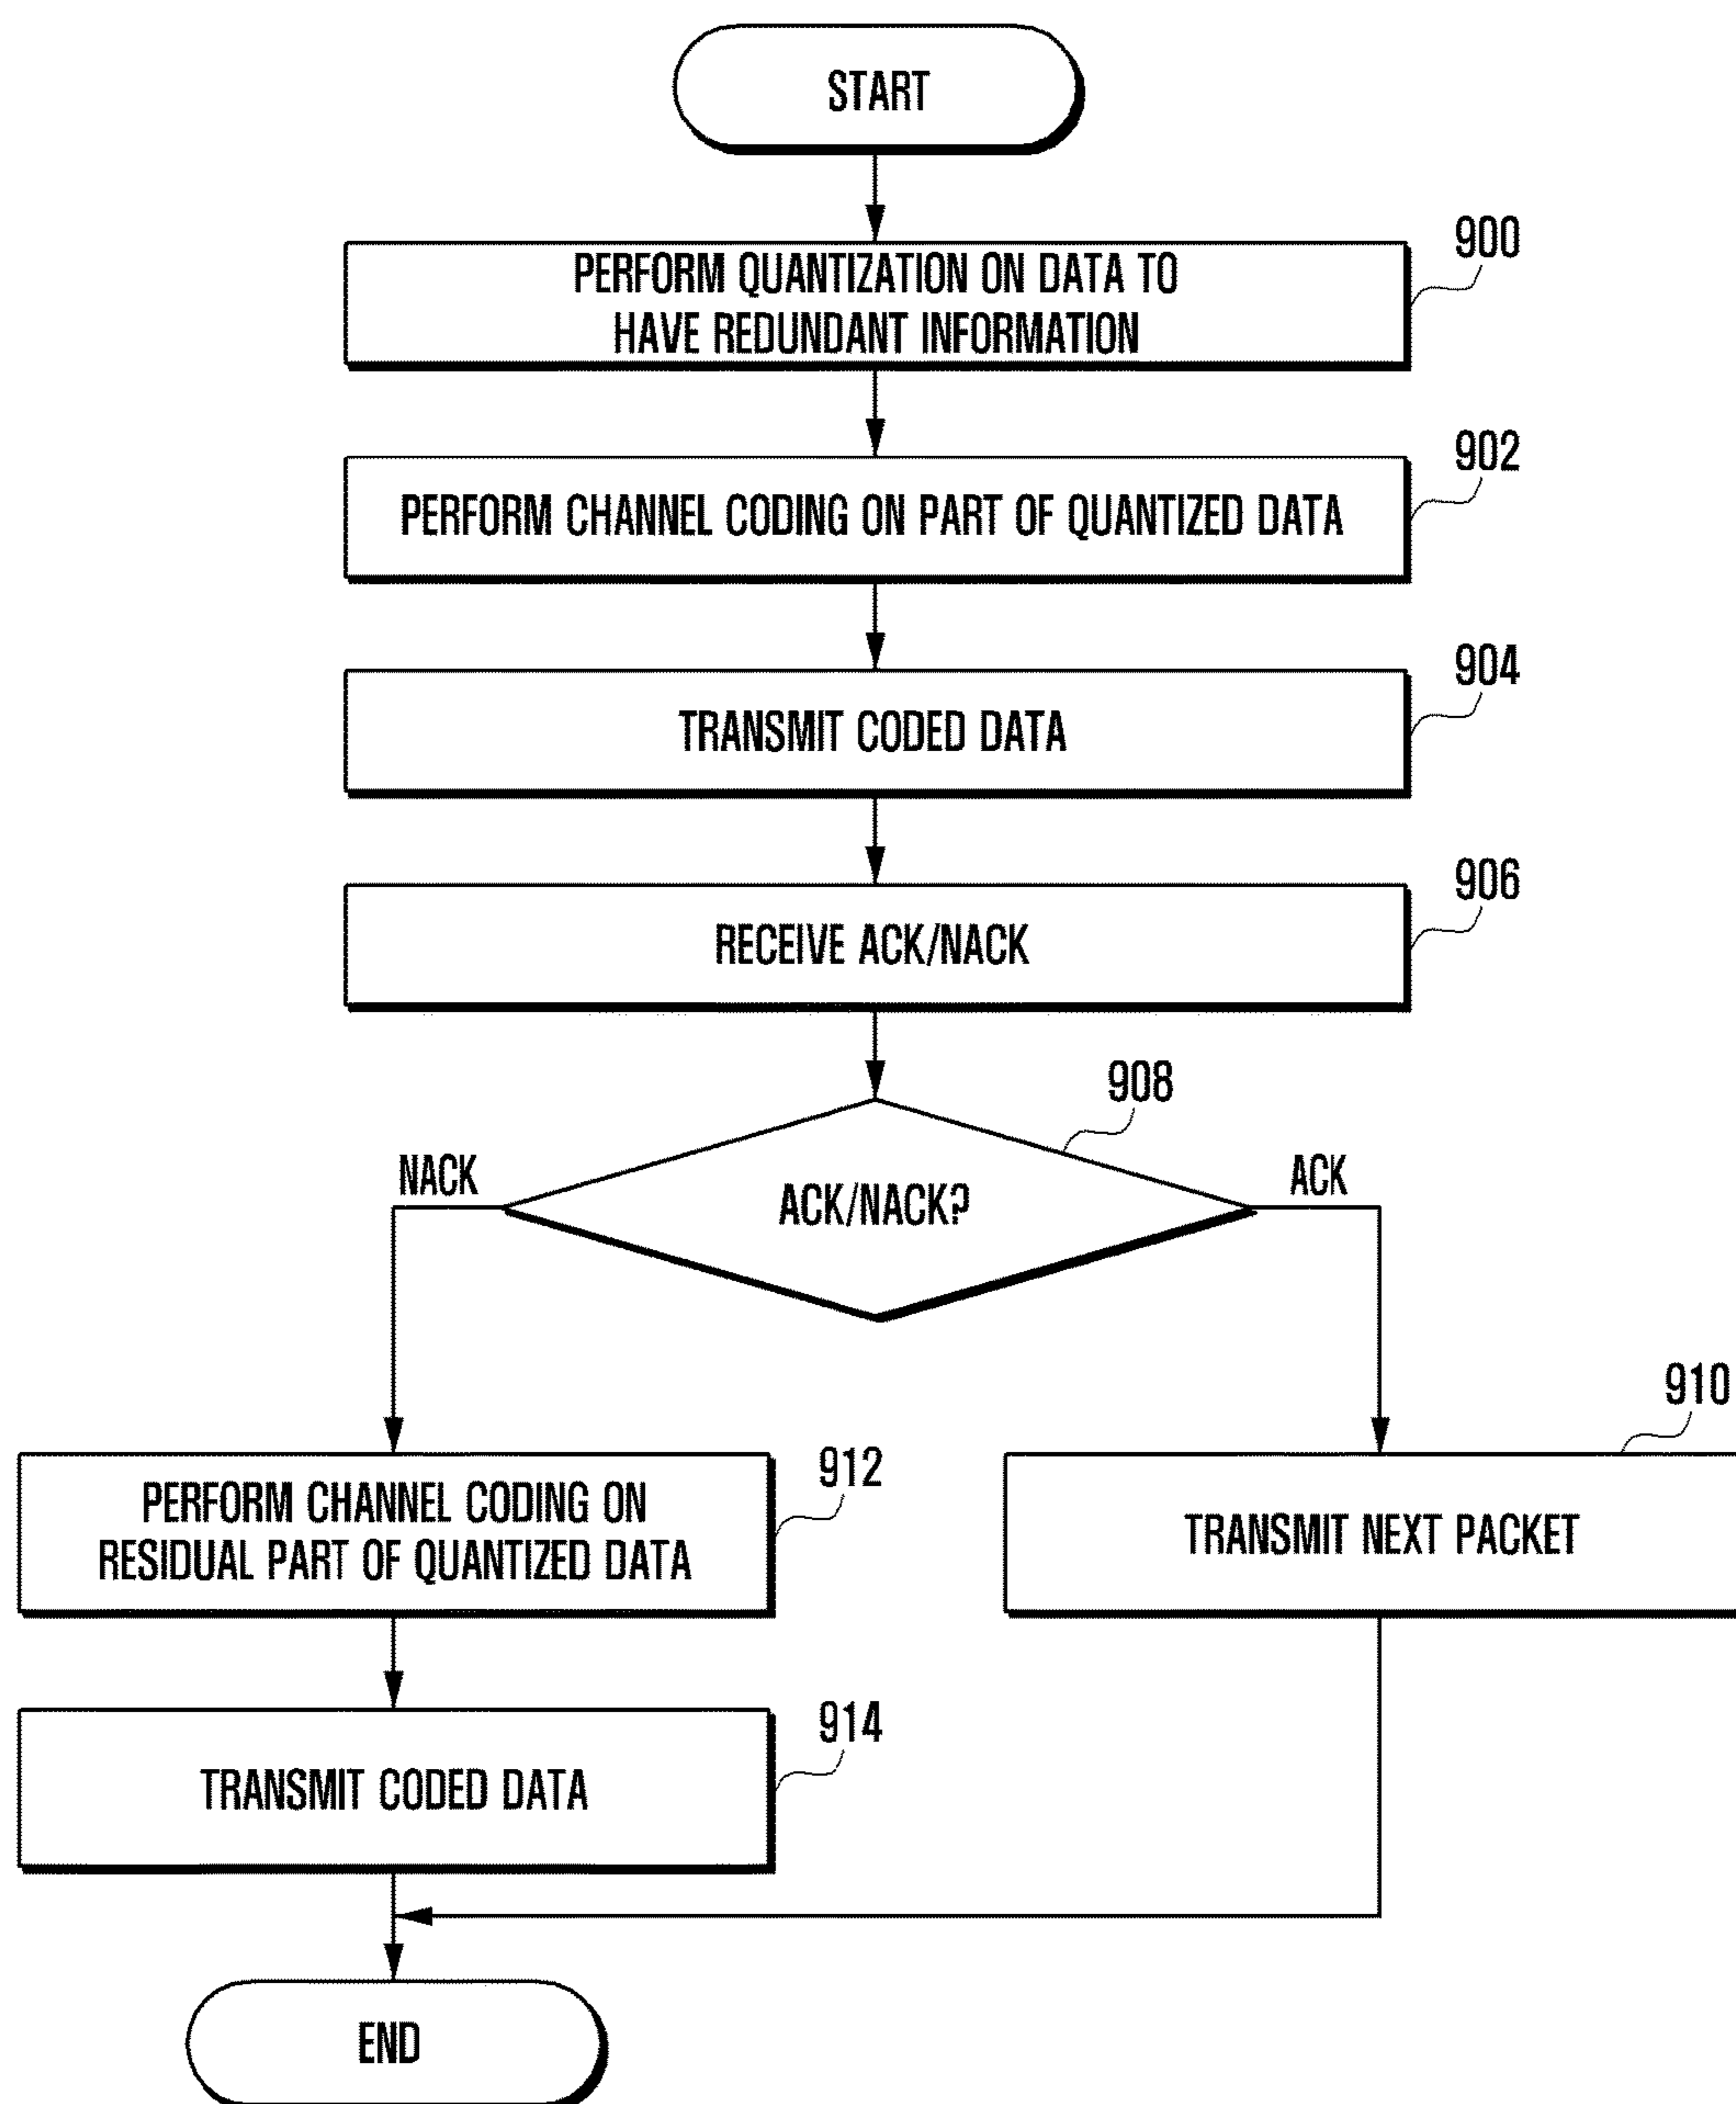 START
900
PERFORM QUANTIZATION ON DATA TO
HAVE REDUNDANT INFORMATION
902
PERFORM CHANNEL CODING ON PART OF QUANTIZED DATA
904
TRANSMIT CODED DATA
906
RECEIVE ACK/NACK
908
NACK
ACK/NACK?
ACK
910
912
PERFORM CHANNEL CODING ON
RESIDUAL PART OF QUANTIZED DATA
TRANSMIT NEXT PACKET
914
TRANSMIT CODED DATA
END